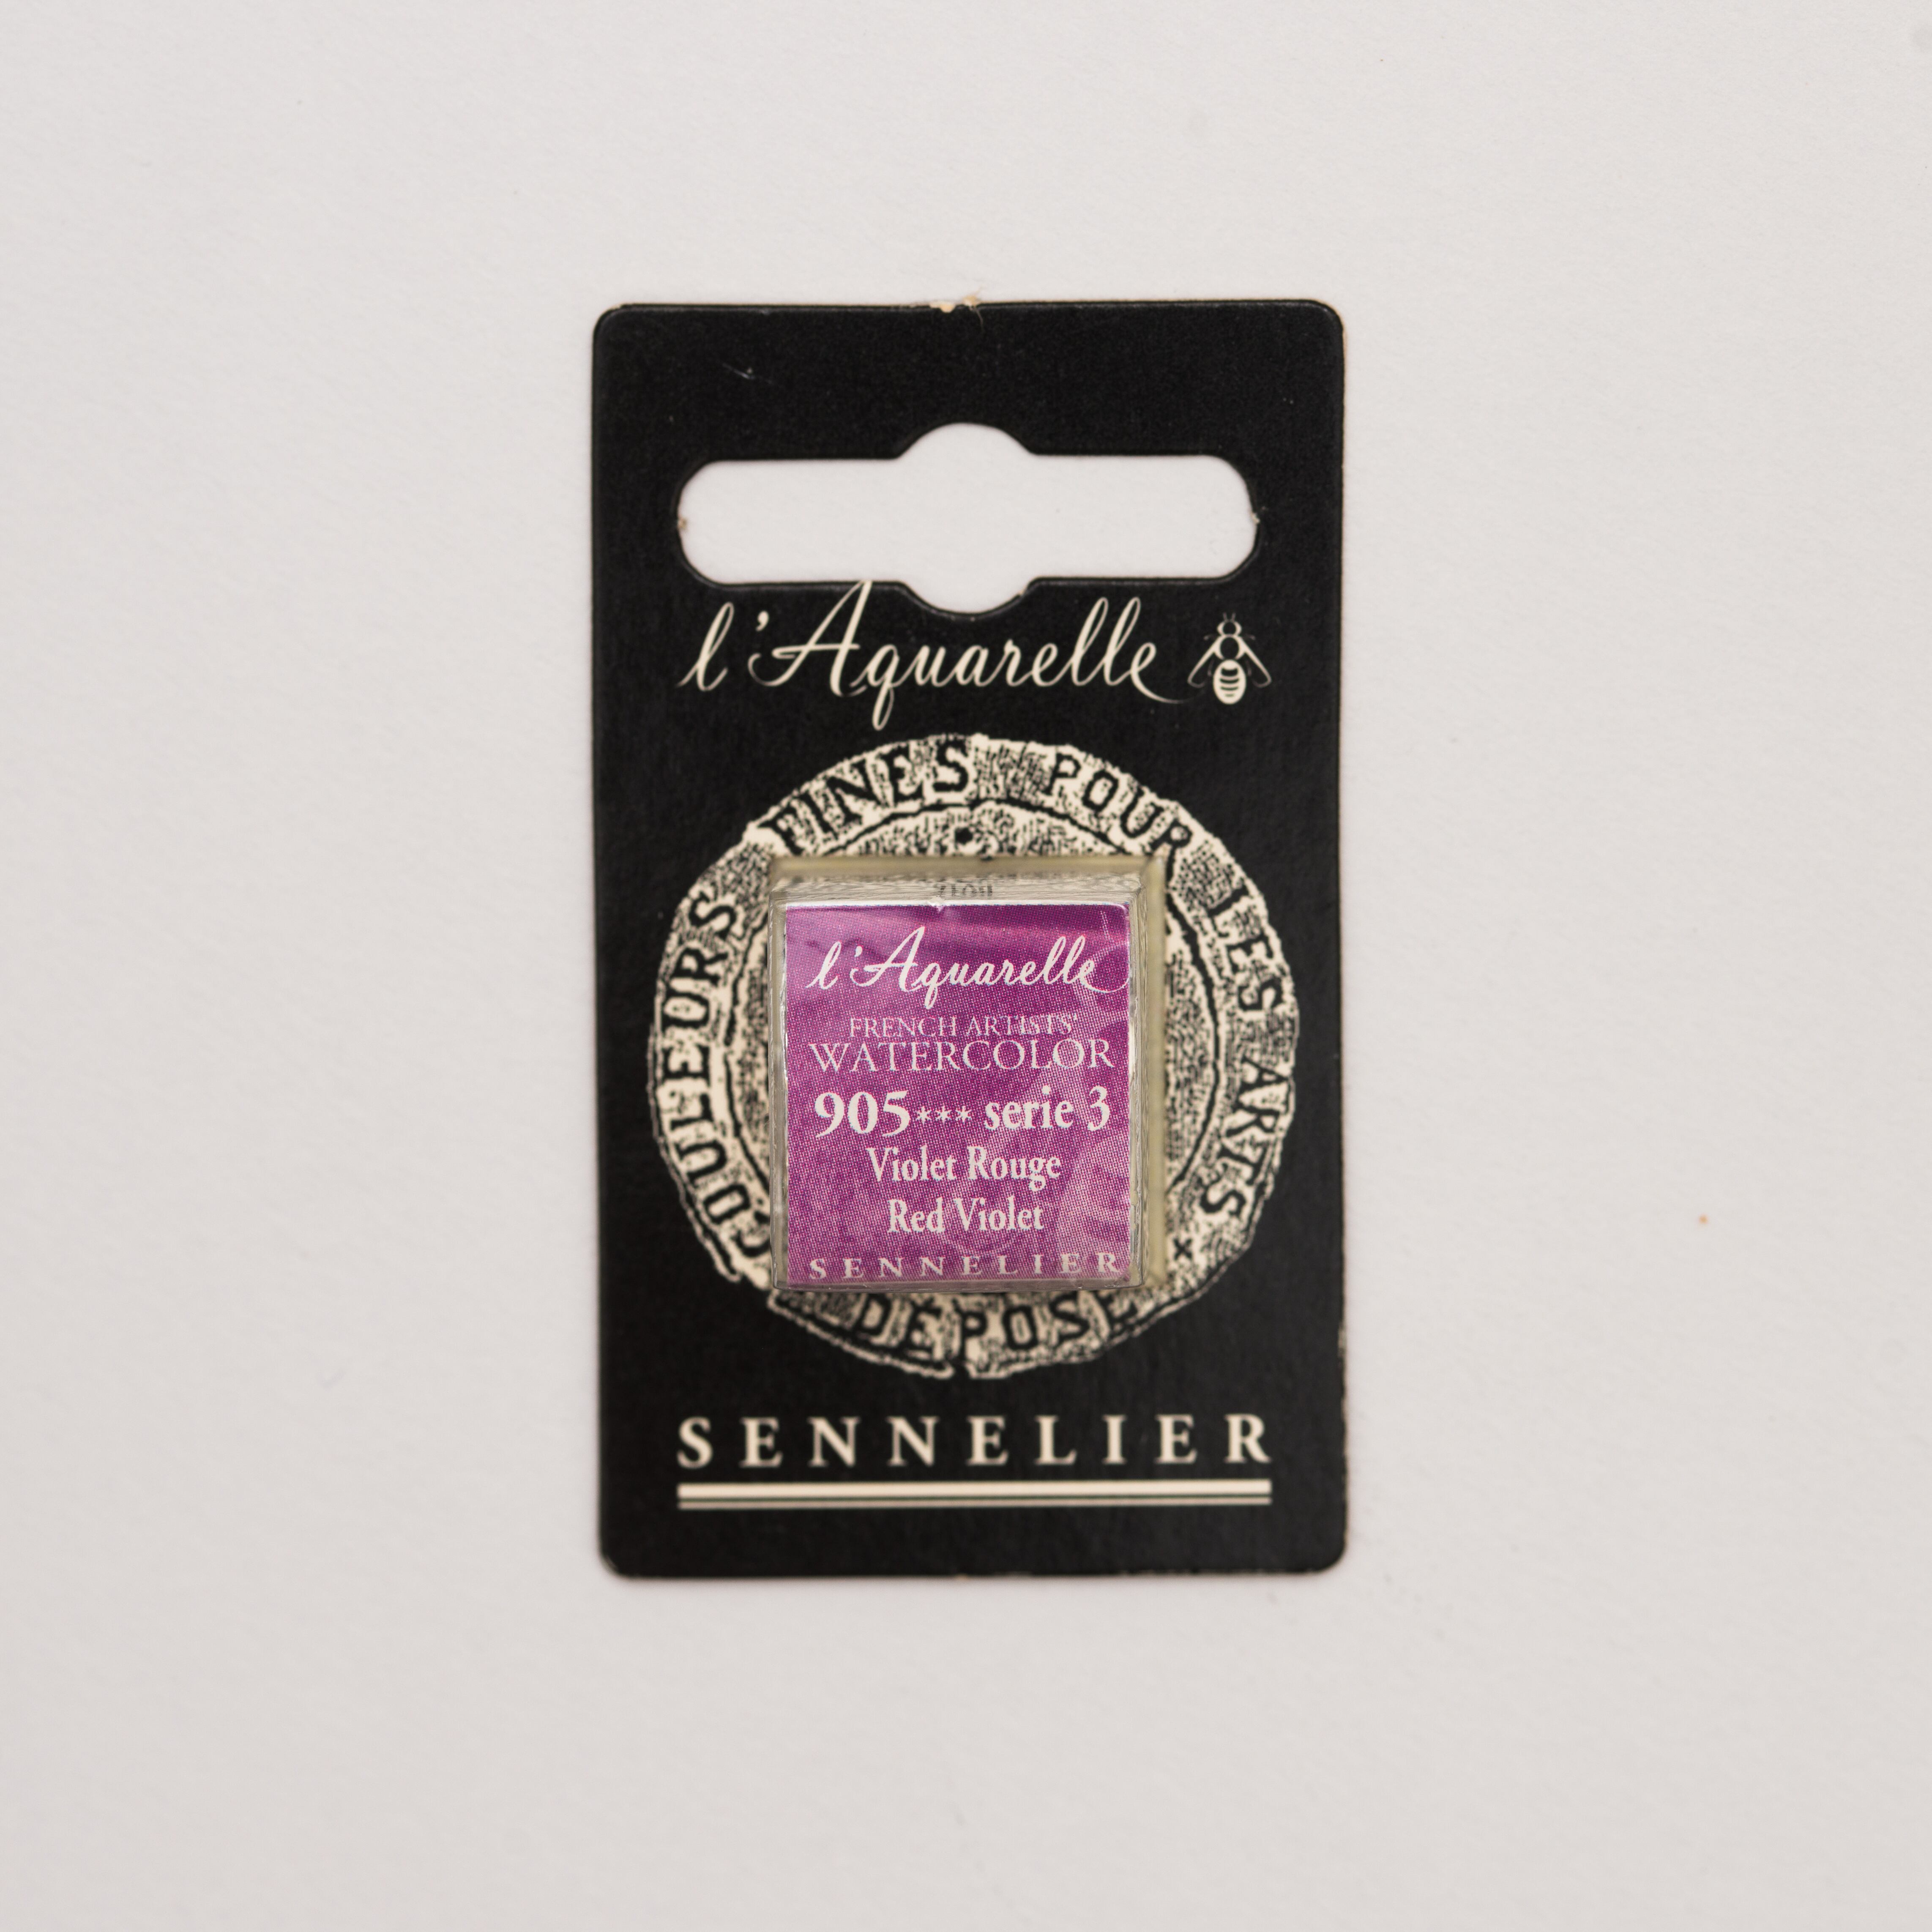 l'Aquarelle
COULEURS FINES POUR LES ARTS
l'Aquarelle
FRENCH ARTISTS'
WATERCOLOR
905*** serie 3
Violet Rouge
Red Violet
SENNELIER
DÉPOSÉ
SENNELIER